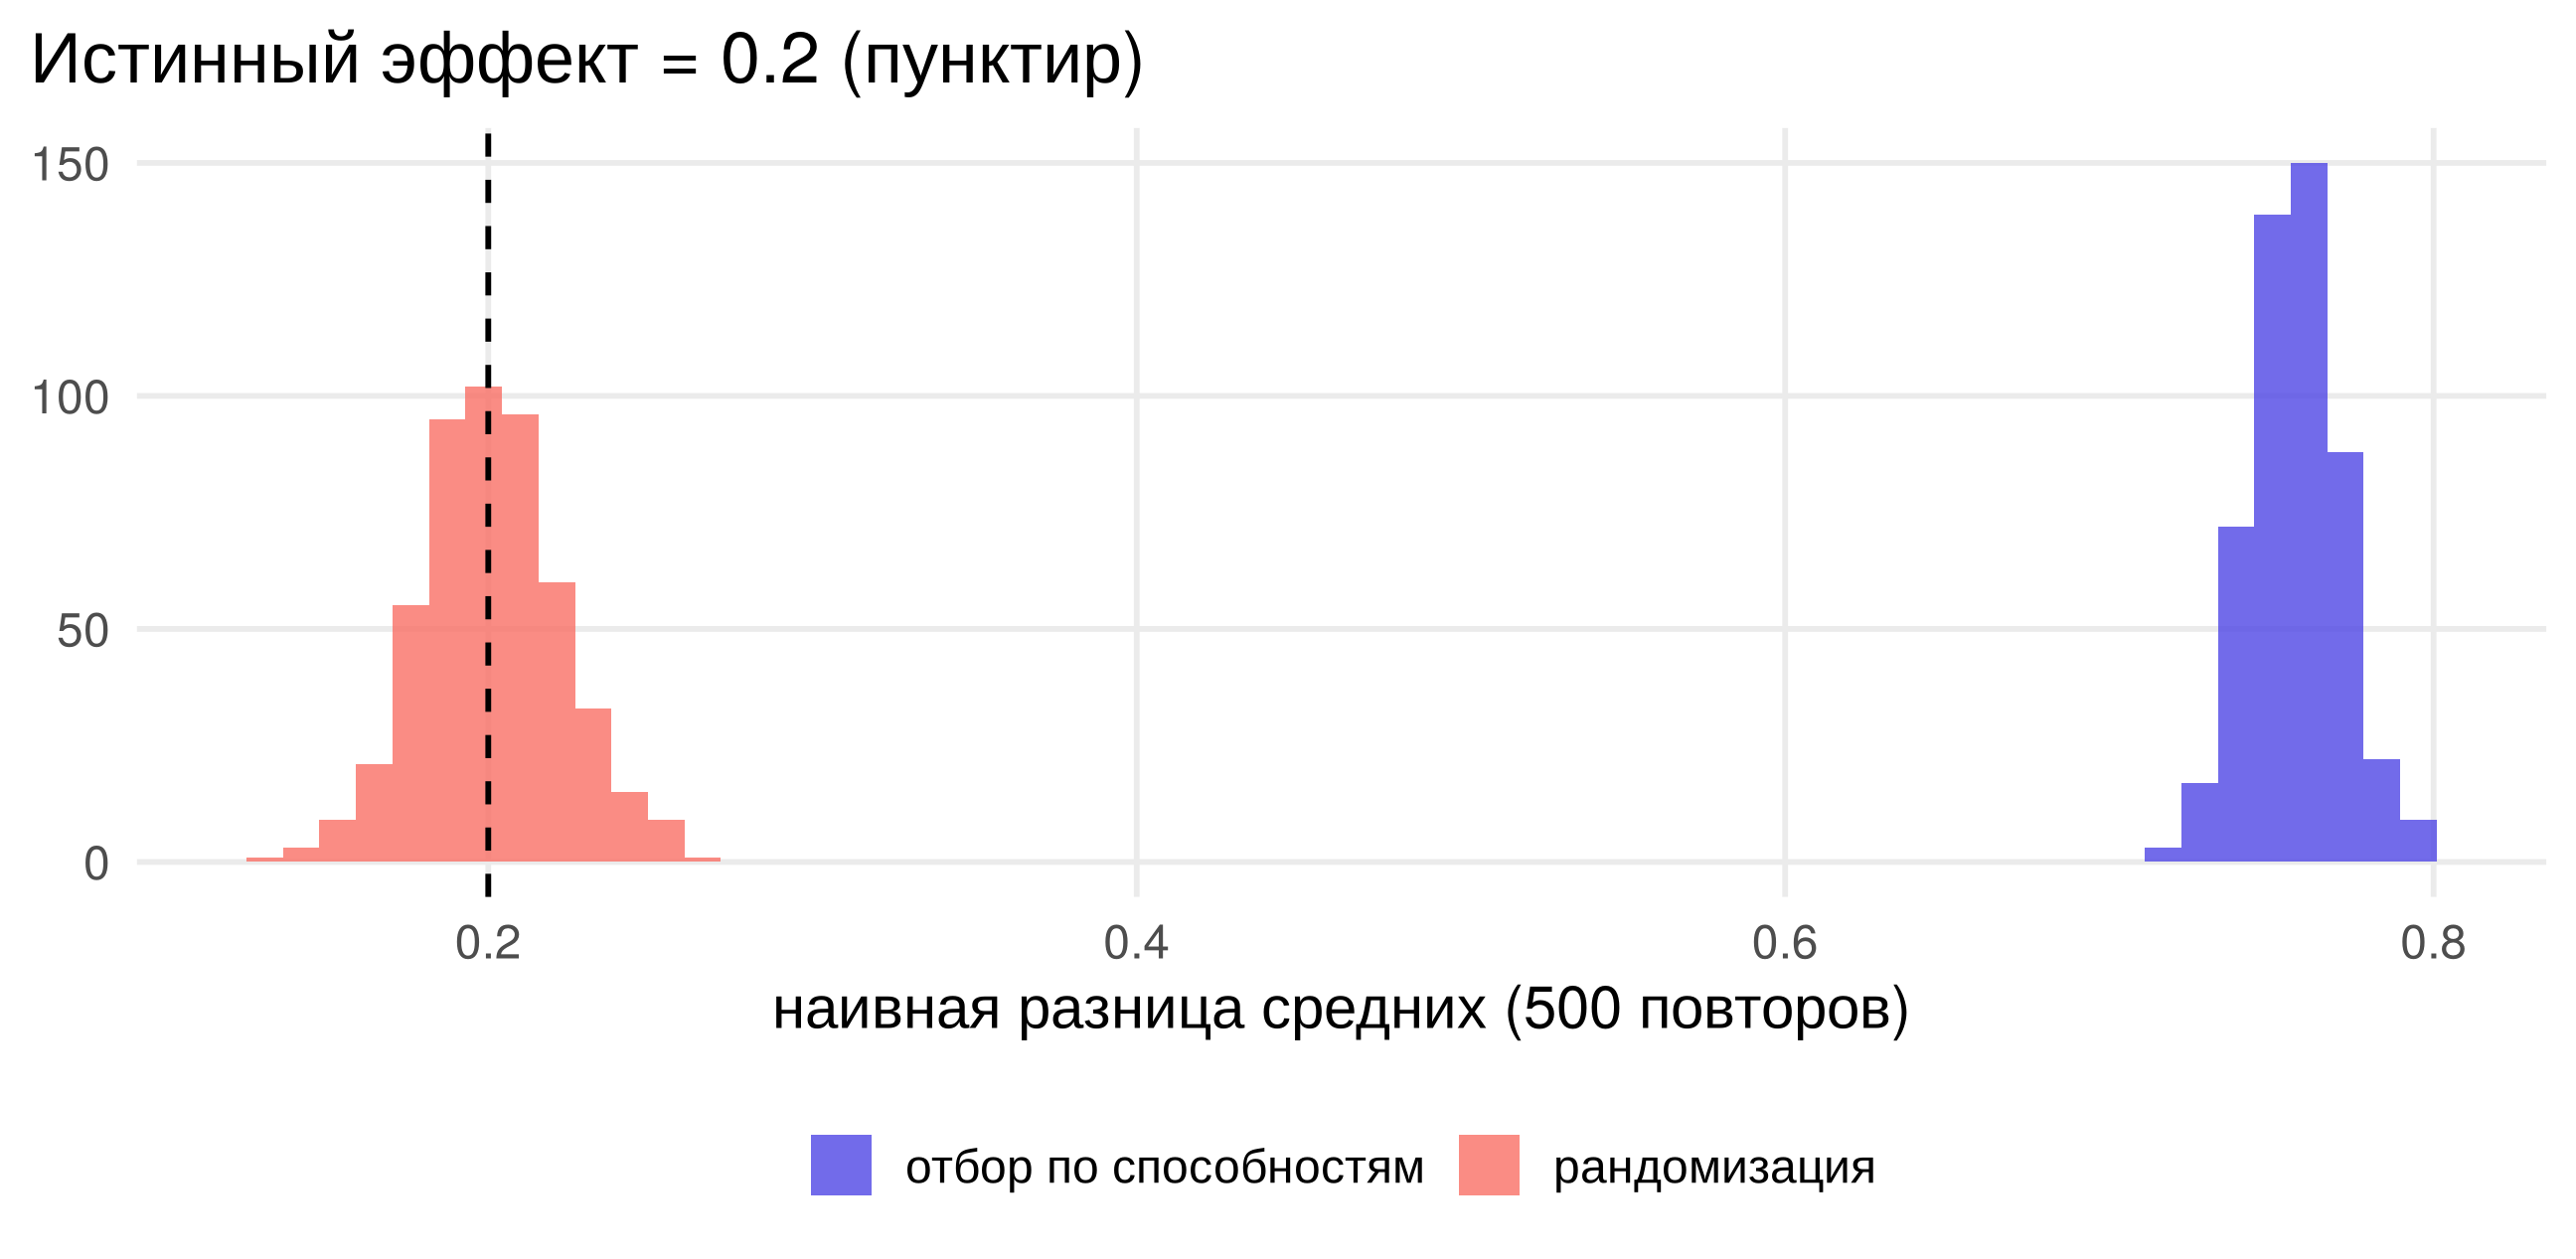 Истинный эффект = 0.2 (пунктир)
150
100
50
0
0.2 0.4 0.6 0.8
наивная разница средних (500 повторов)
отбор по способностям рандомизация